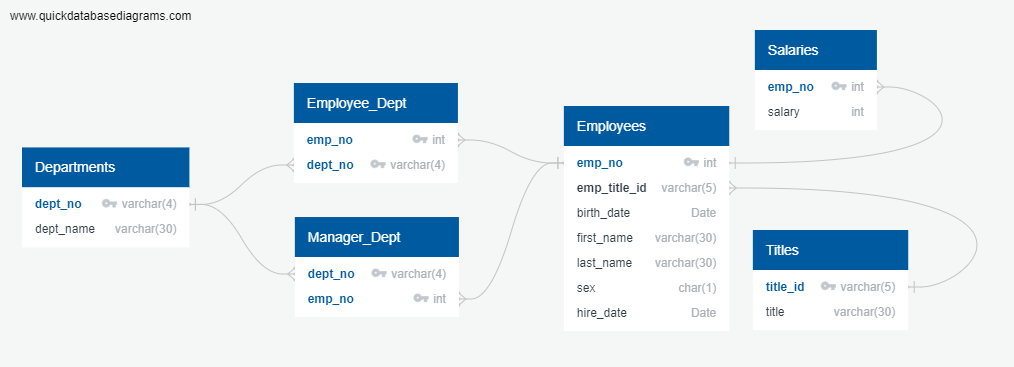 www.quickdatabasediagrams.com
Departments
dept_no varchar(4)
dept_name varchar(30)
Employee_Dept
emp_no int
dept_no varchar(4)
Manager_Dept
dept_no varchar(4)
emp_no int
Employees
emp_no int
emp_title_id varchar(5)
birth_date Date
first_name varchar(30)
last_name varchar(30)
sex char(1)
hire_date Date
Salaries
emp_no int
salary int
Titles
title_id varchar(5)
title varchar(30)